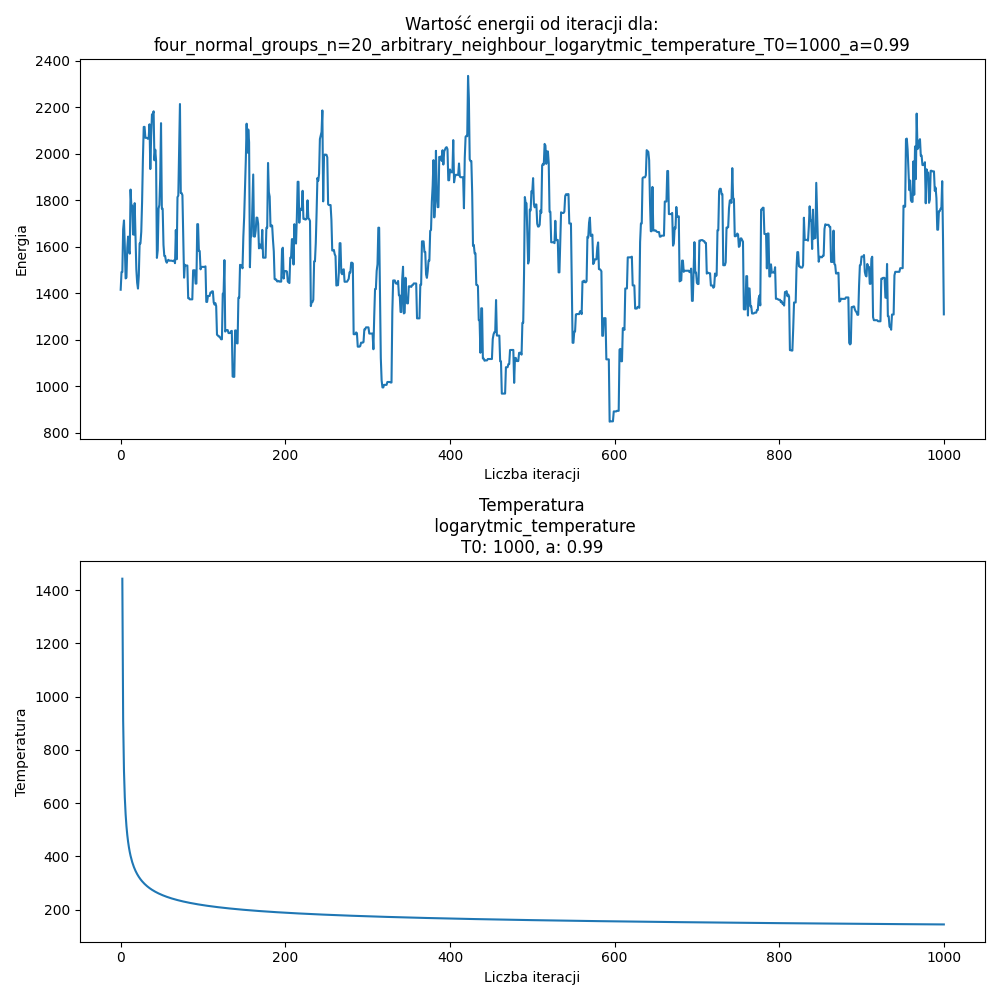 Wartość energii od iteracji dla:
four_normal_groups_n=20_arbitrary_neighbour_logarytmic_temperature_T0=1000_a=0.99
2400
2200
2000
1800
1600
1400
1200
1000
800
Energia
0 200 400 600 800 1000
Liczba iteracji
Temperatura
logarytmic_temperature
T0: 1000, a: 0.99
1400
1200
1000
800
600
400
200
Temperatura
0 200 400 600 800 1000
Liczba iteracji